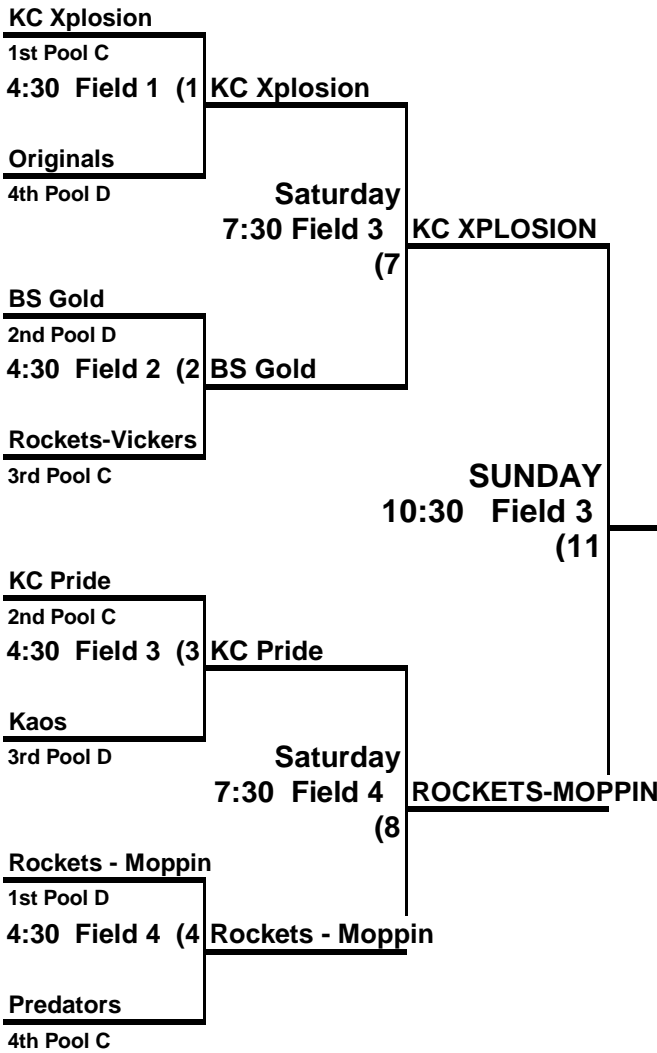 KC Xplosion
1st Pool C
4:30 Field 1 (1 KC Xplosion
Originals
4th Pool D
Saturday
7:30 Field 3 KC XPLOSION
(7
BS Gold
2nd Pool D
4:30 Field 2 (2 BS Gold
Rockets-Vickers
3rd Pool C
SUNDAY
10:30 Field 3
(11
KC Pride
2nd Pool C
4:30 Field 3 (3 KC Pride
Kaos
3rd Pool D
Saturday
7:30 Field 4 ROCKETS-MOPPIN
(8
Rockets - Moppin
1st Pool D
4:30 Field 4 (4 Rockets - Moppin
Predators
4th Pool C